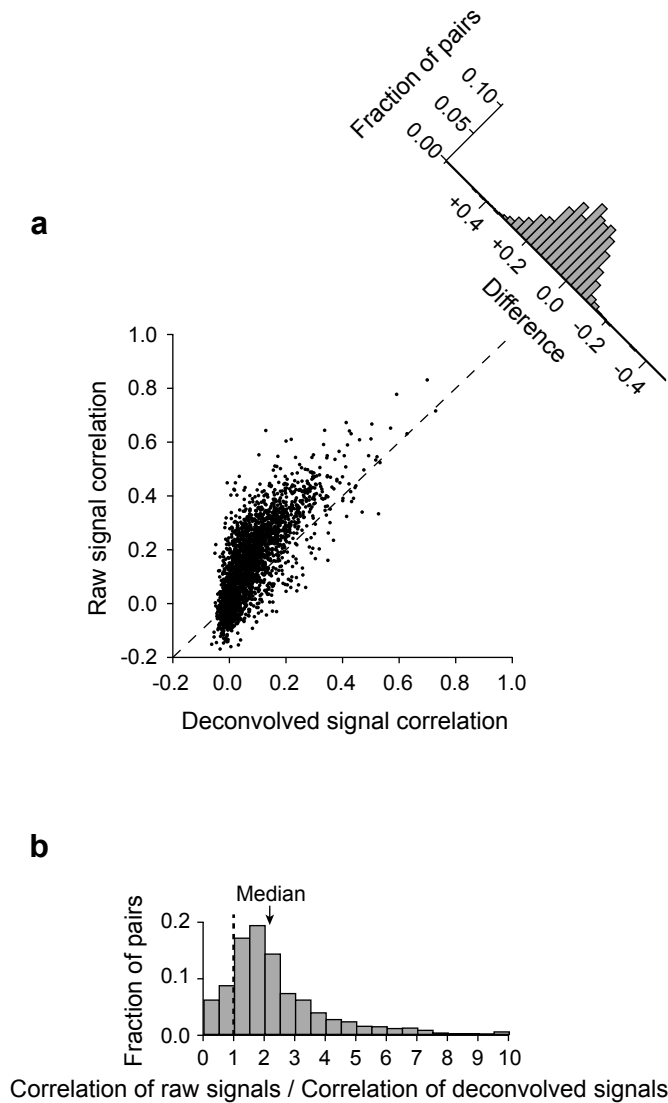 Fraction of pairs
0.10
0.05
0.00
a
+0.4
+0.2
0.0
-0.2
-0.4
Difference
1.0
0.8
0.6
0.4
0.2
0.0
-0.2
Raw signal correlation
-0.2 0.0 0.2 0.4 0.6 0.8 1.0
Deconvolved signal correlation
b
Median
Fraction of pairs
0.2
0.1
0.0
0 1 2 3 4 5 6 7 8 9 10
Correlation of raw signals / Correlation of deconvolved signals